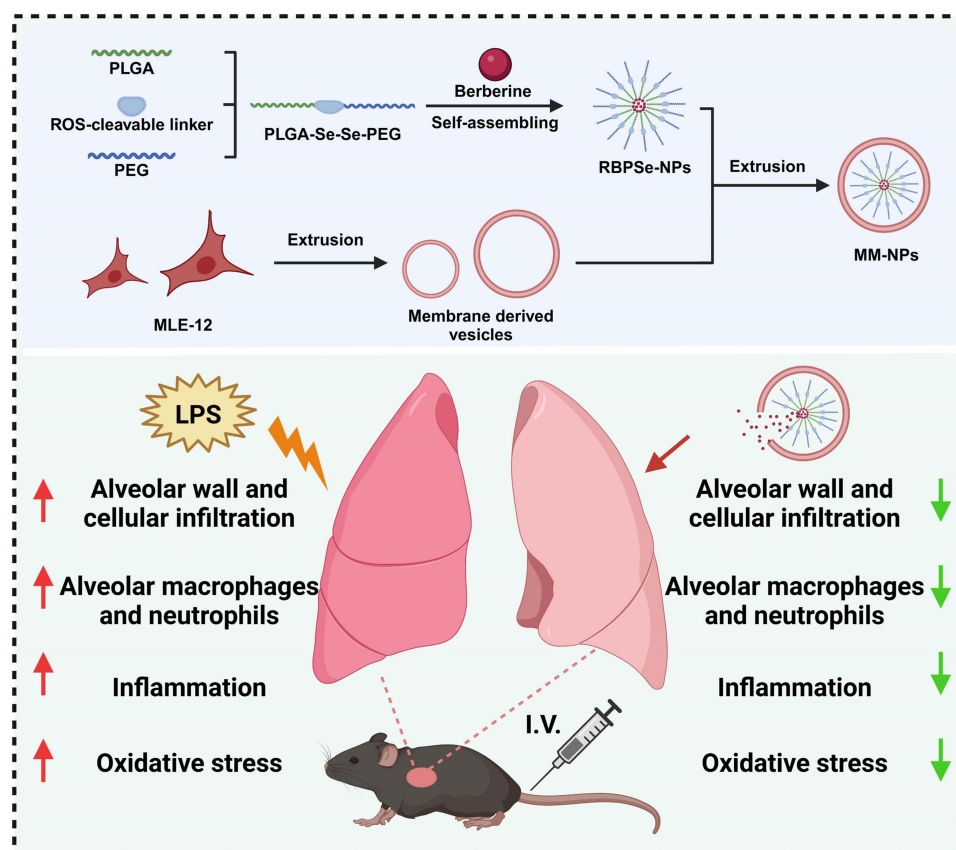 PLGA
ROS-cleavable linker
PEG
PLGA-Se-Se-PEG
Berberine
Self-assembling
RBPSe-NPs
Extrusion
MM-NPs
MLE-12
Extrusion
Membrane derived
vesicles
LPS
Alveolar wall and
cellular infiltration
Alveolar macrophages
and neutrophils
Inflammation
Oxidative stress
Alveolar wall and
cellular infiltration
Alveolar macrophages
and neutrophils
Inflammation
Oxidative stress
I.V.